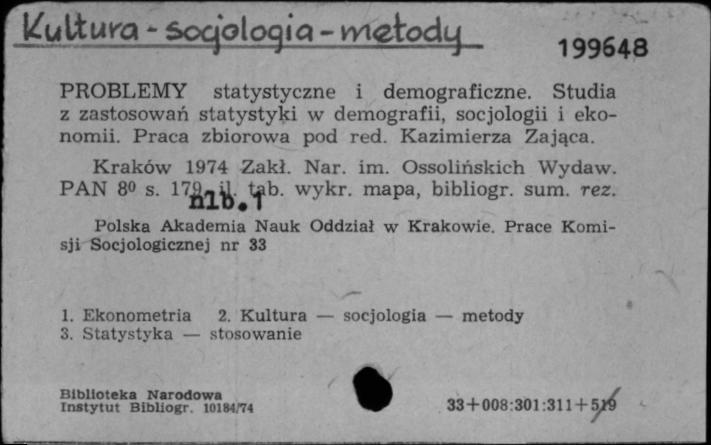 Kultura - socjologia - metody
199648
PROBLEMY statystyczne i demograficzne. Studia
z zastosowań statystyki w demografii, socjologii i eko-
nomii. Praca zbiorowa pod red. Kazimierza Zająca.
Kraków 1974 Zakł. Nar. im. Ossolińskich Wydaw.
PAN 8⁰ s. 179, il. tab. wykr. mapa, bibliogr. sum. rez.
nlb.1
Polska Akademia Nauk Oddział w Krakowie. Prace Komi-
sji Socjologicznej nr 33
1. Ekonometria 2. Kultura — socjologia — metody
3. Statystyka — stosowanie
Biblioteka Narodowa
Instytut Bibliogr. 10184/74
33+008:301:311+519